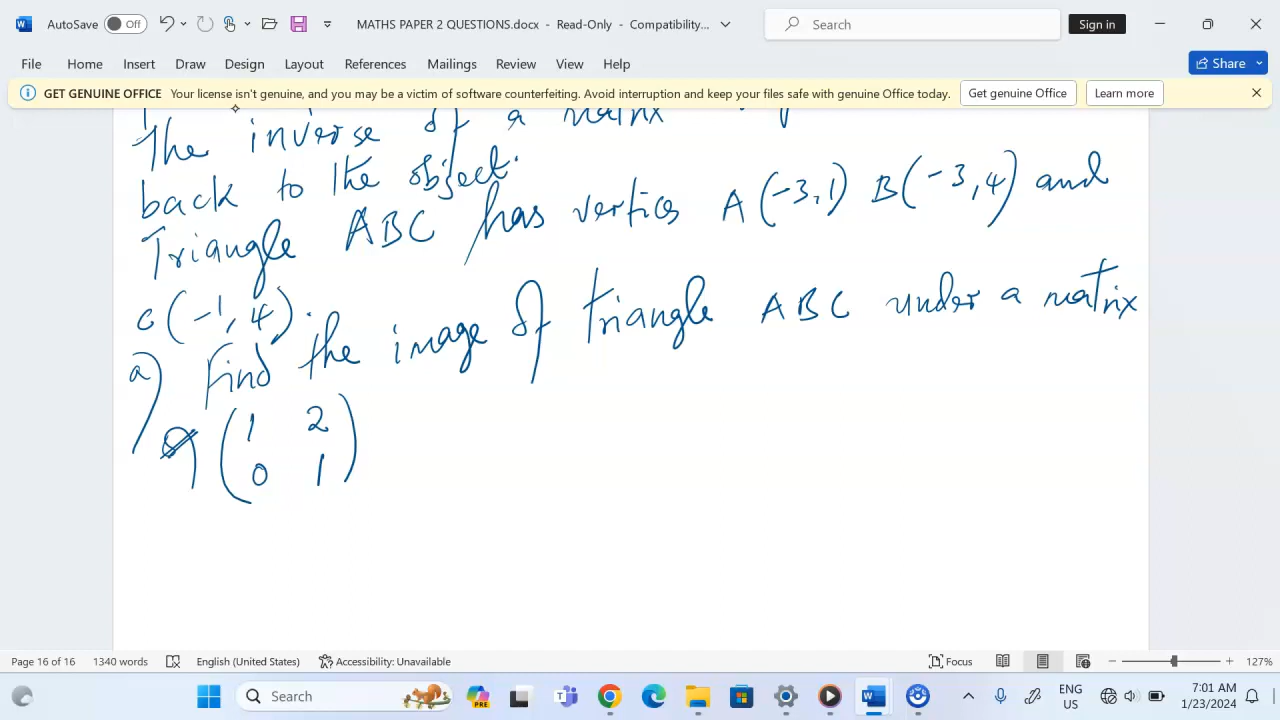 AutoSave Off MATHS PAPER 2 QUESTIONS.docx - Read-Only - Compatibility... Search Sign in
File Home Insert Draw Design Layout References Mailings Review View Help Share
GET GENUINE OFFICE Your license isn't genuine, and you may be a victim of software counterfeiting. Avoid interruption and keep your files safe with genuine Office today. Get genuine Office Learn more
The inverse of a matrix
back to the object.
Triangle ABC has vertices A(-3,1) B(-3,4) and
C(-1,4).
a) Find the image of triangle ABC under a matrix
( 1 2
0 1 )
Page 16 of 16 1340 words English (United States) Accessibility: Unavailable Focus 127%
Search PRE ENG 7:01 AM
US 1/23/2024